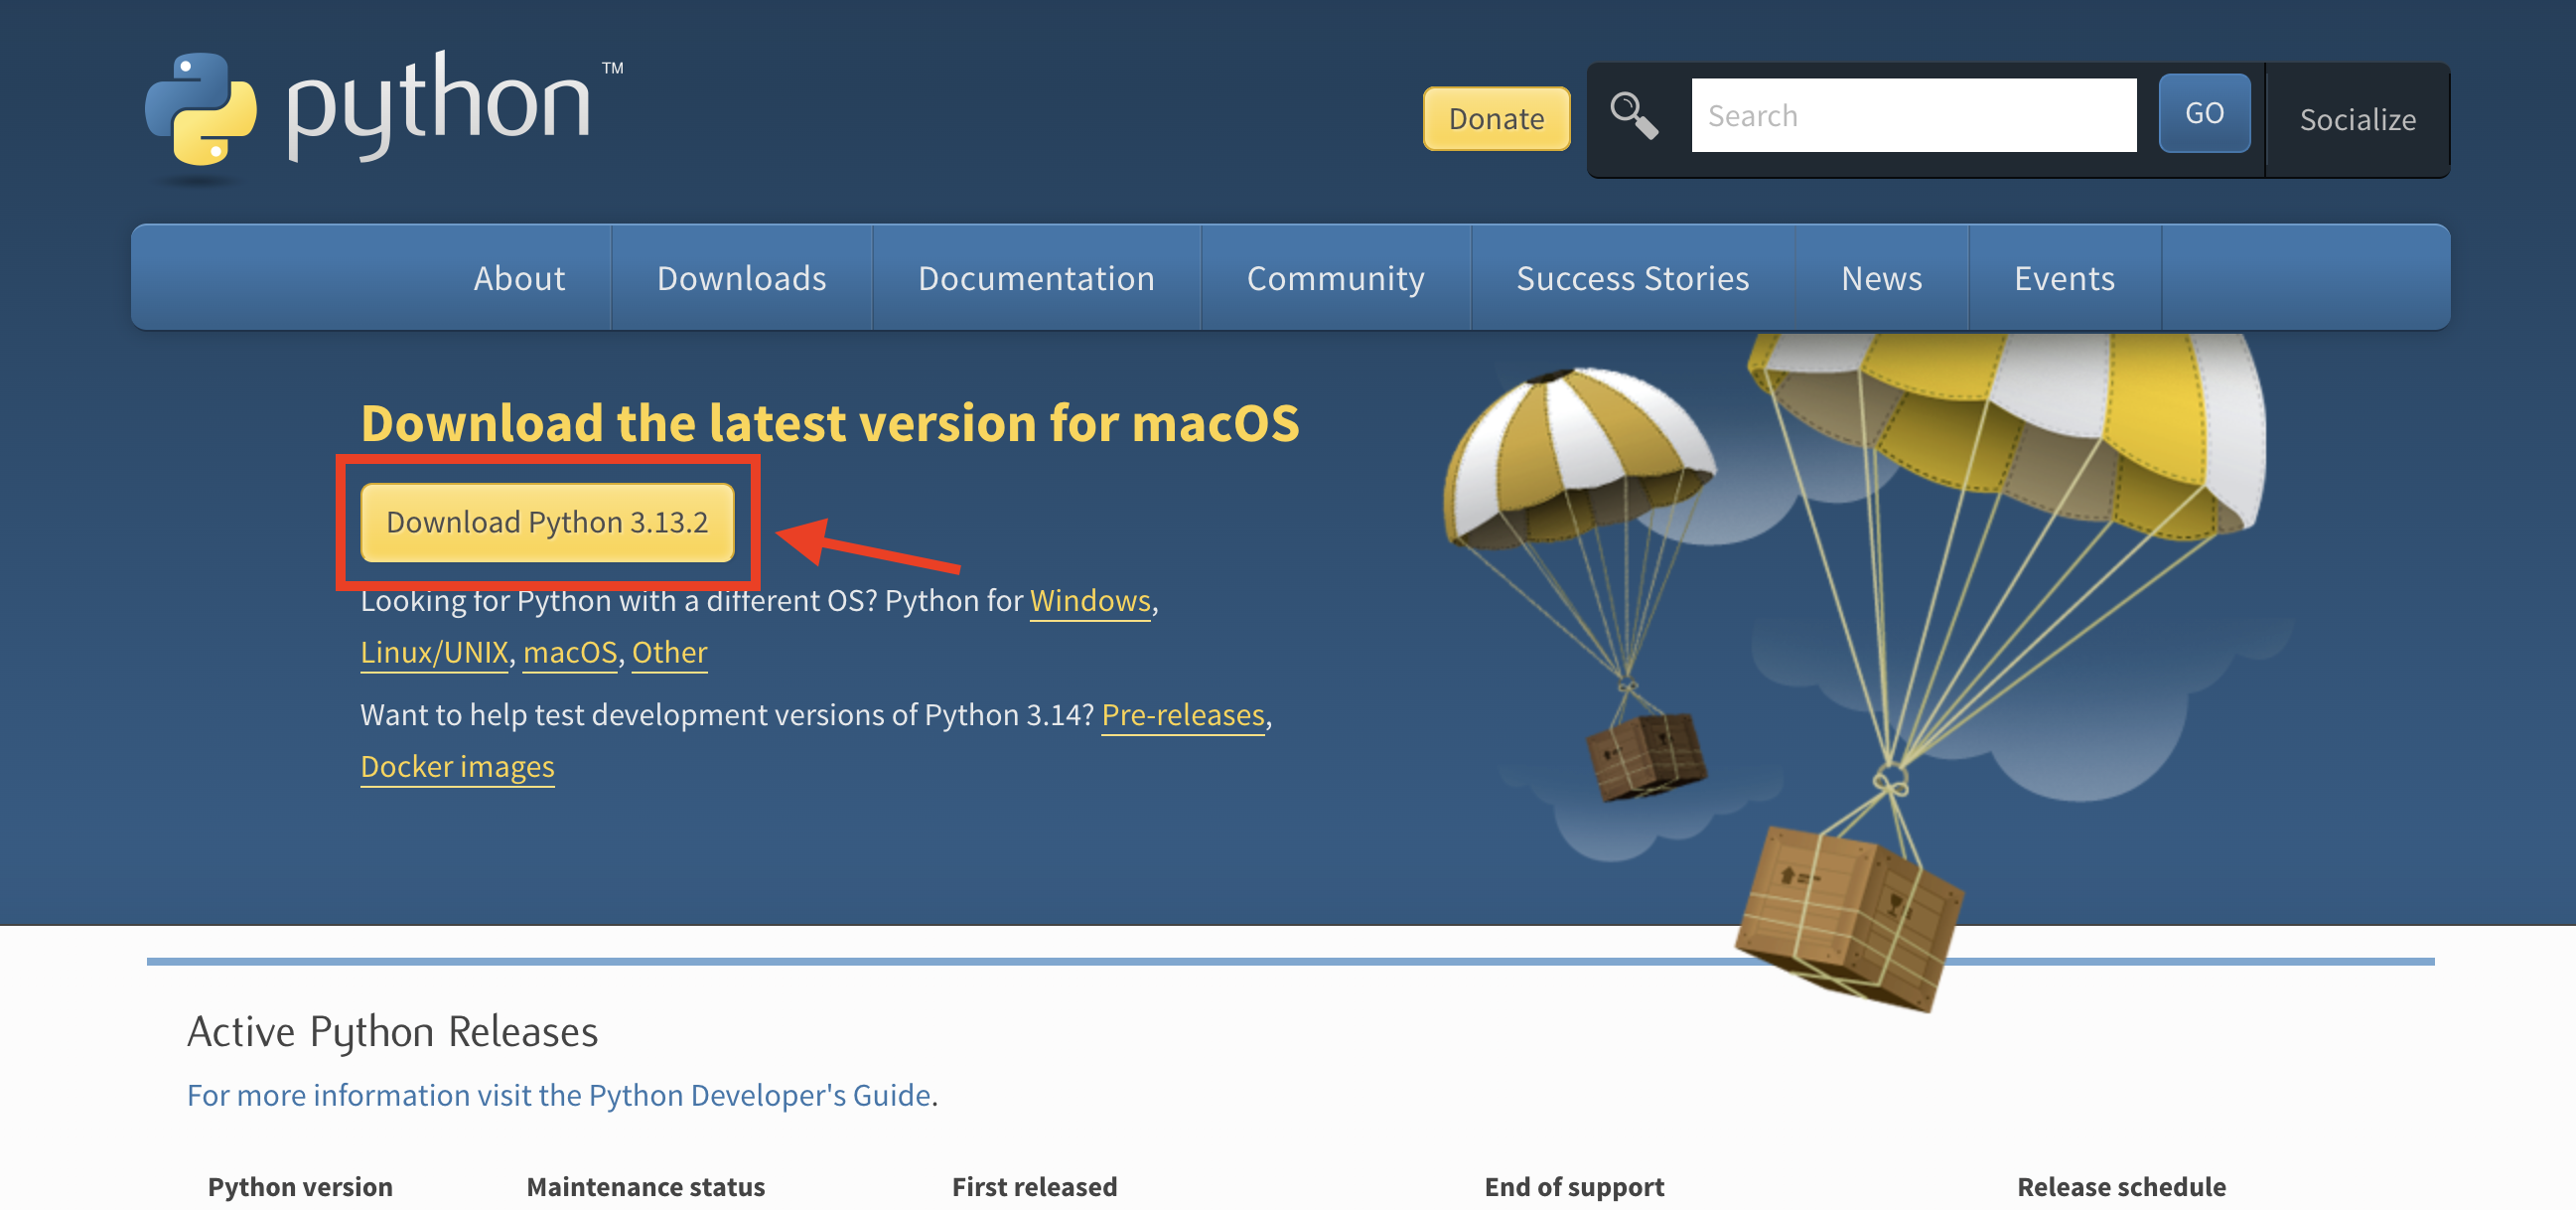 python™
Donate
Search
GO
Socialize
About
Downloads
Documentation
Community
Success Stories
News
Events
Download the latest version for macOS
Download Python 3.13.2
Looking for Python with a different OS? Python for Windows,
Linux/UNIX, macOS, Other
Want to help test development versions of Python 3.14? Pre-releases,
Docker images
Active Python Releases
For more information visit the Python Developer's Guide.
Python version
Maintenance status
First released
End of support
Release schedule